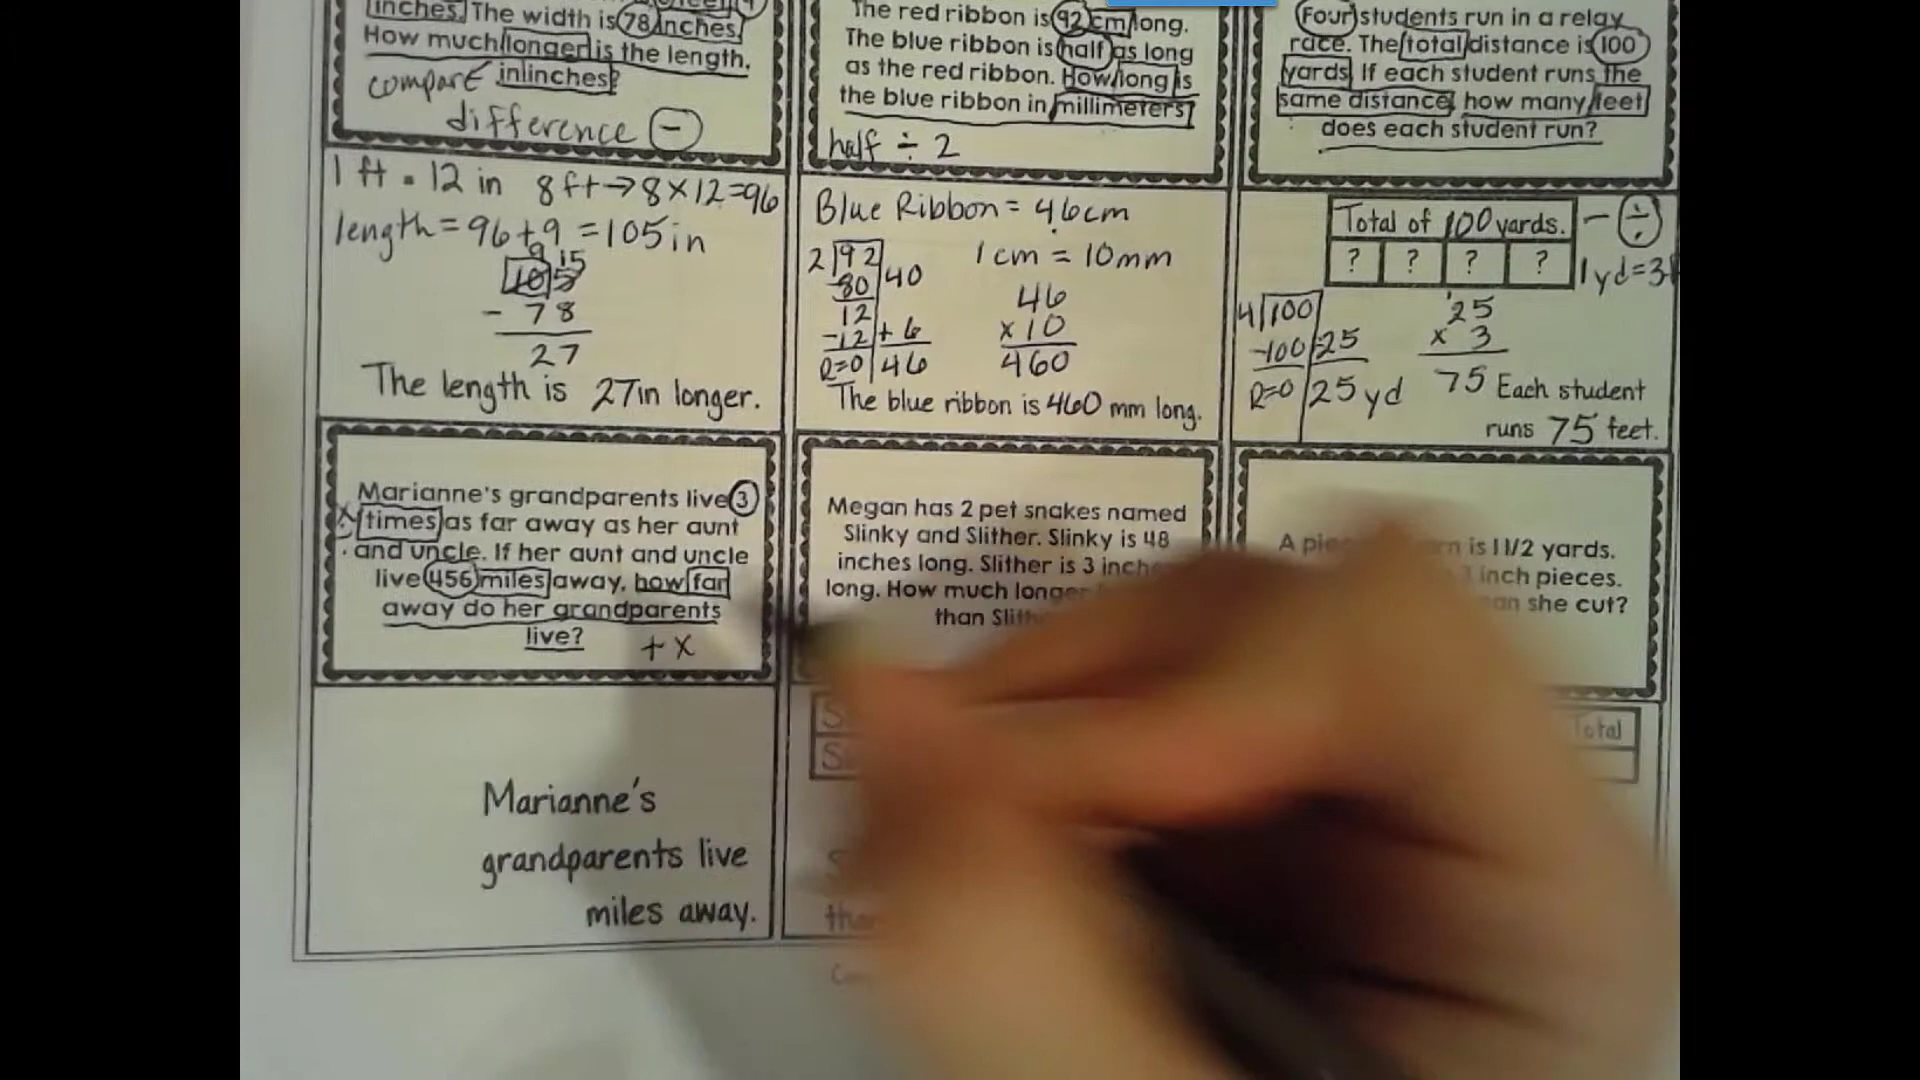 inches. The width is 78 inches.
How much longer is the length,
compare in inches?
difference −
1 ft = 12 in 8 ft → 8 × 12 = 96
length = 96 + 9 = 105 in
9 15
105
- 78
27
The length is 27 in longer.
The red ribbon is 92 cm long.
The blue ribbon is half as long
as the red ribbon. How long is
the blue ribbon in millimeters?
half ÷ 2
Blue Ribbon = 46 cm
1 cm = 10 mm
2 92
-80 40
12
-12 + 6
R=0 46
46
× 10
460
The blue ribbon is 460 mm long.
Four students run in a relay
race. The total distance is 100
yards. If each student runs the
same distance, how many feet
does each student run?
Total of 100 yards. − ÷
? ? ? ?
1 yd = 3
4 100
-100 25
R=0 25 yd
25
× 3
75
Each student
runs 75 feet.
Marianne's grandparents live 3
× times as far away as her aunt
and uncle. If her aunt and uncle
live 456 miles away, how far
away do her grandparents
live?
+ ×
Marianne's
grandparents live
miles away.
Megan has 2 pet snakes named
Slinky and Slither. Slinky is 48
inches long. Slither is 3
long. How much longer
than
A is 11/2 yards.
inch pieces.
she cut?
Total